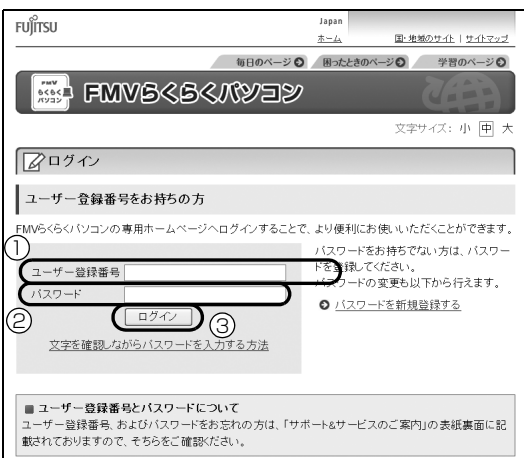 FUJITSU
Japan
ホーム
国・地域のサイト | サイトマップ
毎日のページ 困ったときのページ 学習のページ
FMV らくらく パソコン
FMVらくらくパソコン
文字サイズ: 小 中 大
ログイン
ユーザー登録番号をお持ちの方
FMVらくらくパソコンの専用ホームページへログインすることで、より便利にお使いいただくことができます。
①
ユーザー登録番号
パスワード
②
ログイン
③
文字を確認しながらパスワードを入力する方法
パスワードをお持ちでない方は、パスワー
ドを登録してください。
パスワードの変更も以下から行えます。
パスワードを新規登録する
■ ユーザー登録番号とパスワードについて
ユーザー登録番号、およびパスワードをお忘れの方は、「サポート&サービスのご案内」の表紙裏面に記
載されておりますので、そちらをご確認ください。